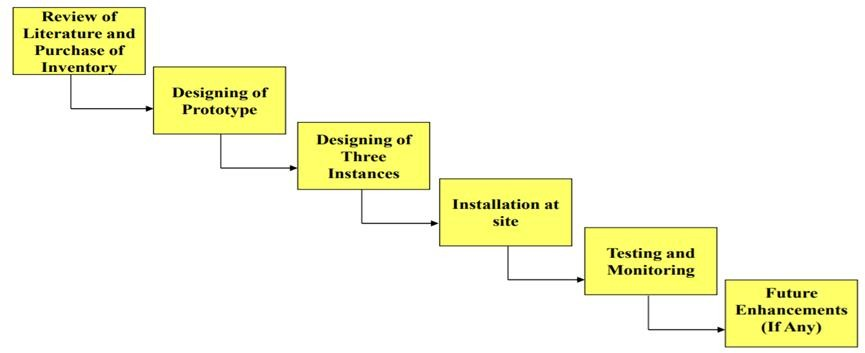 Review of
Literature and
Purchase of
Inventory
Designing of
Prototype
Designing of
Three
Instances
Installation at
site
Testing and
Monitoring
Future
Enhancements
(If Any)